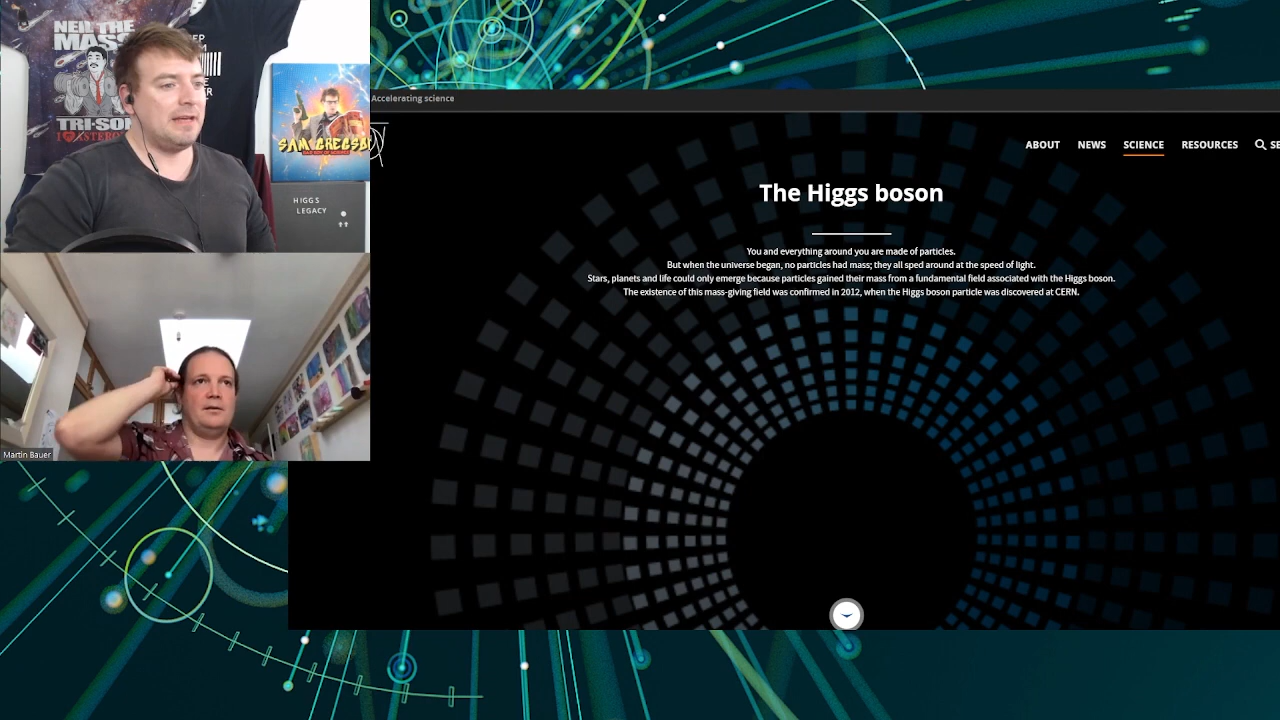 NEIL THE
MASS
TRI-SO
I ASTERO
SAM GREGSO
HIGGS
LEGACY
Martin Bauer
Accelerating science
ABOUT NEWS SCIENCE RESOURCES SE
The Higgs boson
You and everything around you are made of particles.
But when the universe began, no particles had mass; they all sped around at the speed of light.
Stars, planets and life could only emerge because particles gained their mass from a fundamental field associated with the Higgs boson.
The existence of this mass-giving field was confirmed in 2012, when the Higgs boson particle was discovered at CERN.